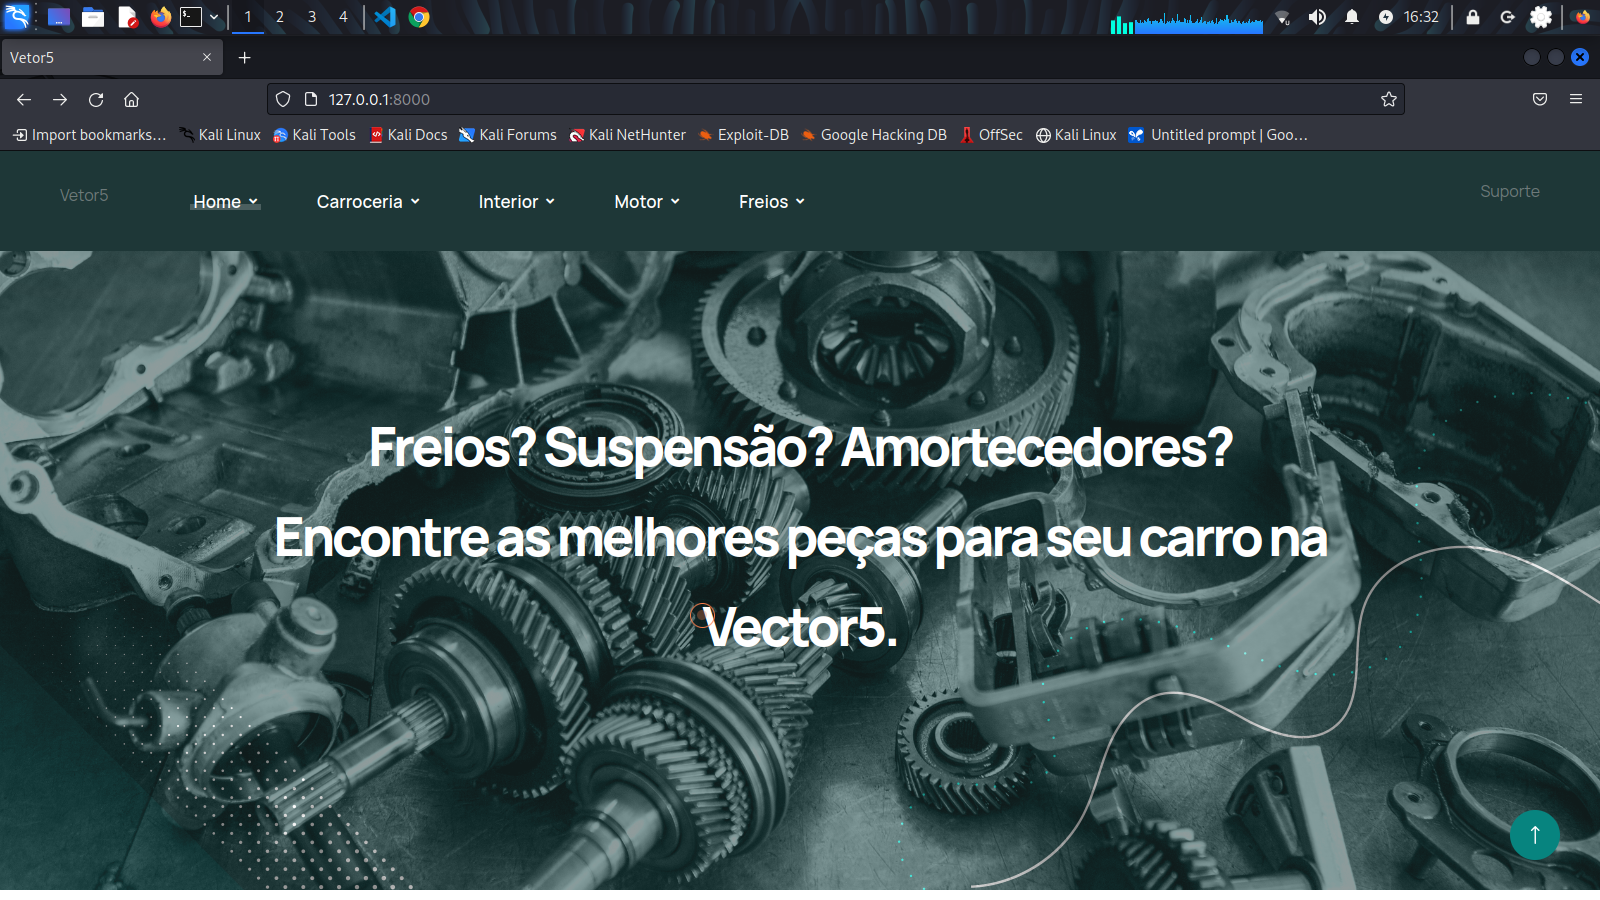 1 2 3 4 16:32
Vetor5
127.0.0.1:8000
Import bookmarks... Kali Linux Kali Tools Kali Docs Kali Forums Kali NetHunter Exploit-DB Google Hacking DB OffSec Kali Linux Untitled prompt | Goo...
Vetor5 Home Carroceria Interior Motor Freios Suporte
Freios? Suspensão? Amortecedores?
Encontre as melhores peças para seu carro na
Vector5.